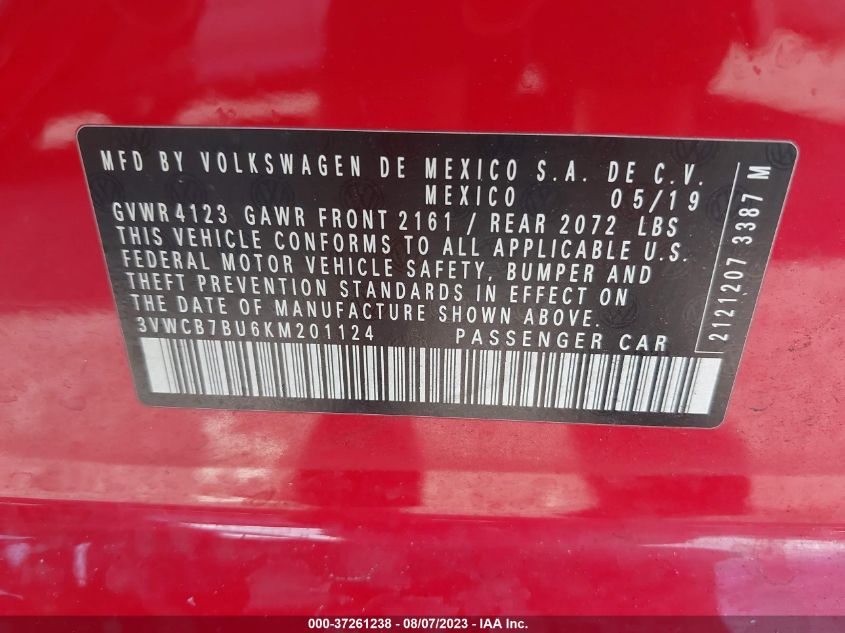 MFD BY VOLKSWAGEN DE MEXICO S.A. DE C.V.
MEXICO 05/19
GVWR 4123 GAWR FRONT 2161 / REAR 2072 LBS
THIS VEHICLE CONFORMS TO ALL APPLICABLE U.S.
FEDERAL MOTOR VEHICLE SAFETY, BUMPER AND
THEFT PREVENTION STANDARDS IN EFFECT ON
THE DATE OF MANUFACTURE SHOWN ABOVE.
3VWCB7BU6KM201124 PASSENGER CAR
2121207 3387 M
000-37261238 - 08/07/2023 - IAA Inc.